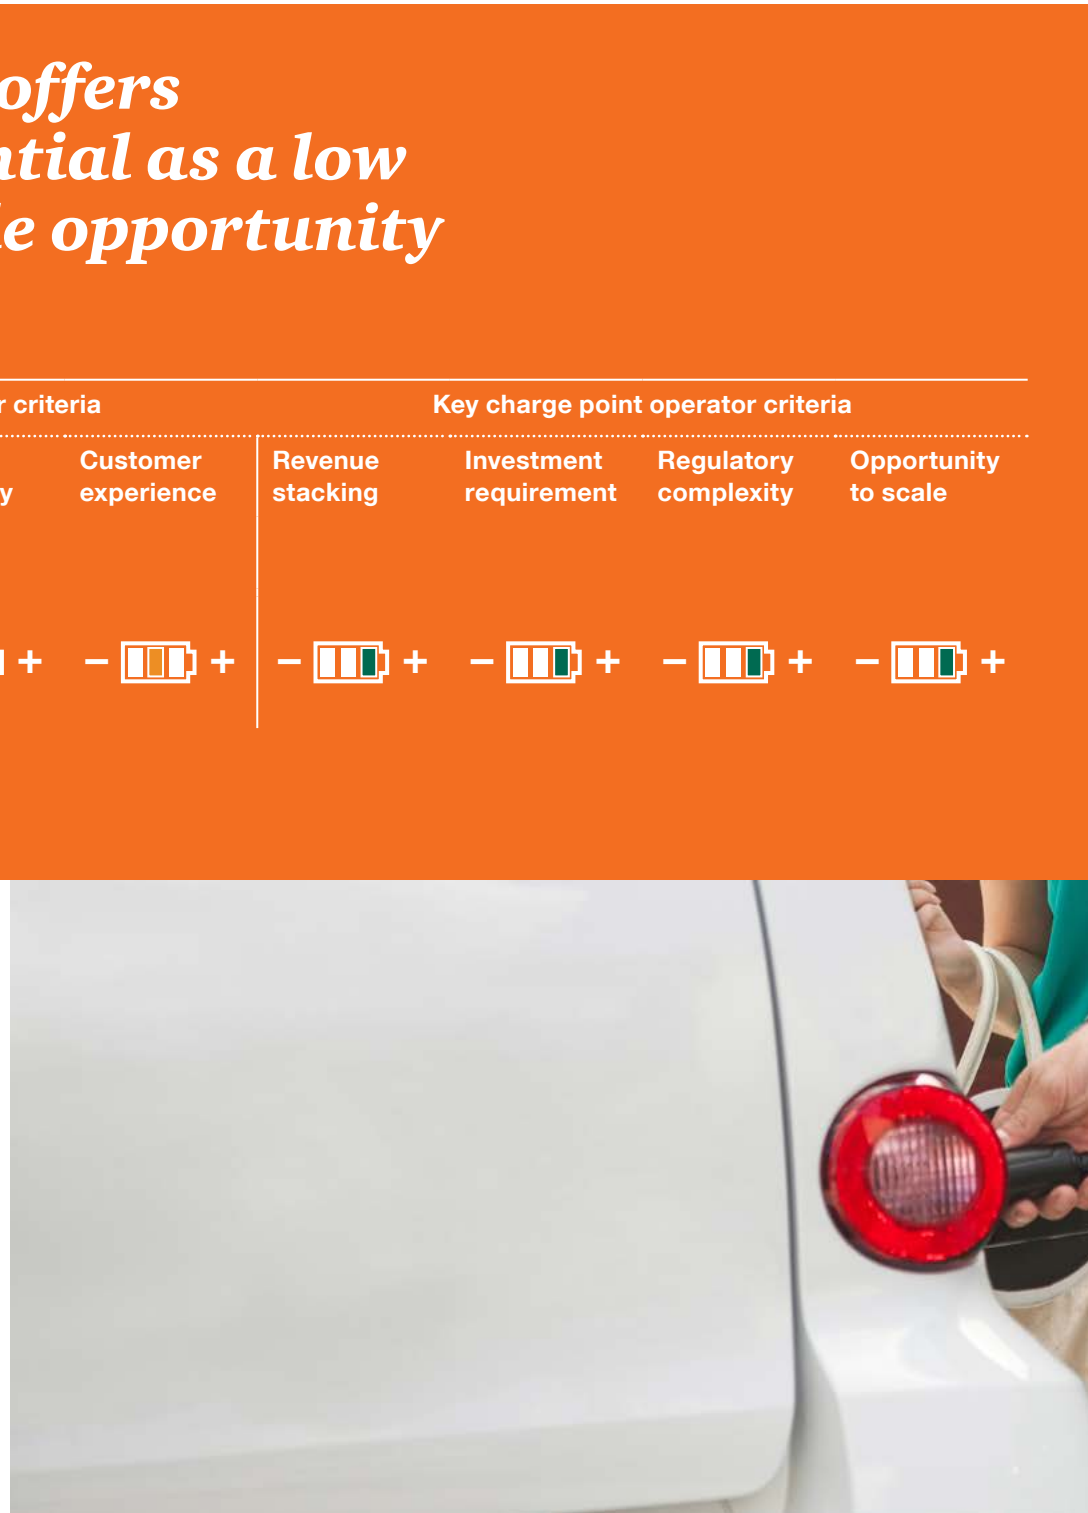 offers
ntial as a low
le opportunity
r criteria
Key charge point operator criteria
y
Customer
experience
Revenue
stacking
Investment
requirement
Regulatory
complexity
Opportunity
to scale
+
– +
– +
– +
– +
– +